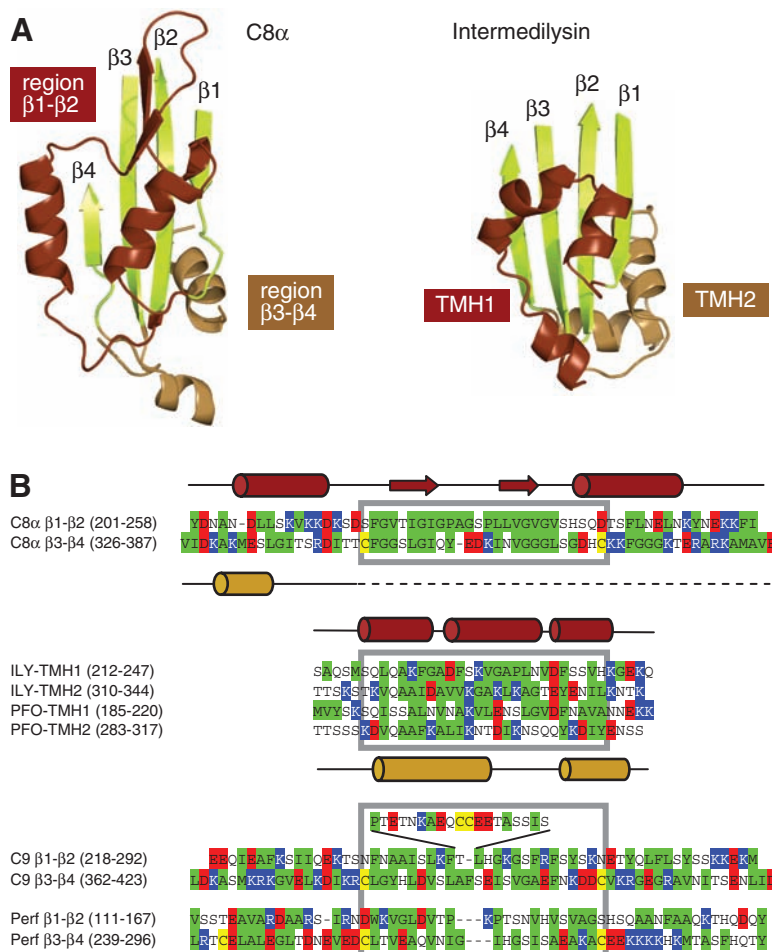 A
C8α
Intermedilysin
β2
β3
β1
region
β1-β2
β4
region
β3-β4
β2
β3
β1
β4
TMH1
TMH2
B
C8α β1-β2 (201-258) YDNAN-DLLSKVKKDKSDSFGVTIGIGPAGSPLLVGVGVSHSQDTSFLNELNKYNEKKFI
C8α β3-β4 (326-387) VIDKAKMESLGITSRDITTCFGGSLGIQY-EDKINVGGGLSGDHCKKFGGGKTERARKAMAVE
ILY-TMH1 (212-247) SAQSMSQLQAKFGADFSKVGAPLNVDFSSVHKGEKQ
ILY-TMH2 (310-344) TTSKSTKVQAAIDAVVKGAKLKAGTEYENILKNTK
PFO-TMH1 (185-220) MVYSKSQISSALNVNAKVLENSLGVDFNAVANNEKK
PFO-TMH2 (283-317) TTSSSKDVQAAFKALIKNTDIKNSQQYKDIYENSS
PTETNKAEQCCEETASSIS
C9 β1-β2 (218-292) EEQIEAFKSIIQEKTSNFNAAISLKFT-LHGKGSFRFSYSKNETYQLFLSYSSKKEKM
C9 β3-β4 (362-423) LDKASMKRKGVELKDIKRCLGYHLDVSLAFSEISVGAEFNKDDCVKRGEGRAVNITSENLID
Perf β1-β2 (111-167) VSSTEAVARDAARS-IRNDWKVGLDVTP---KPTSNVHVSVAGSHSQAANFAAQKTHQDQY
Perf β3-β4 (239-296) LRTCELALEGLTDNEVEDCLTVEAQVNIG---IHGSISAEAKACEEKKKKHKMTASFHQTY